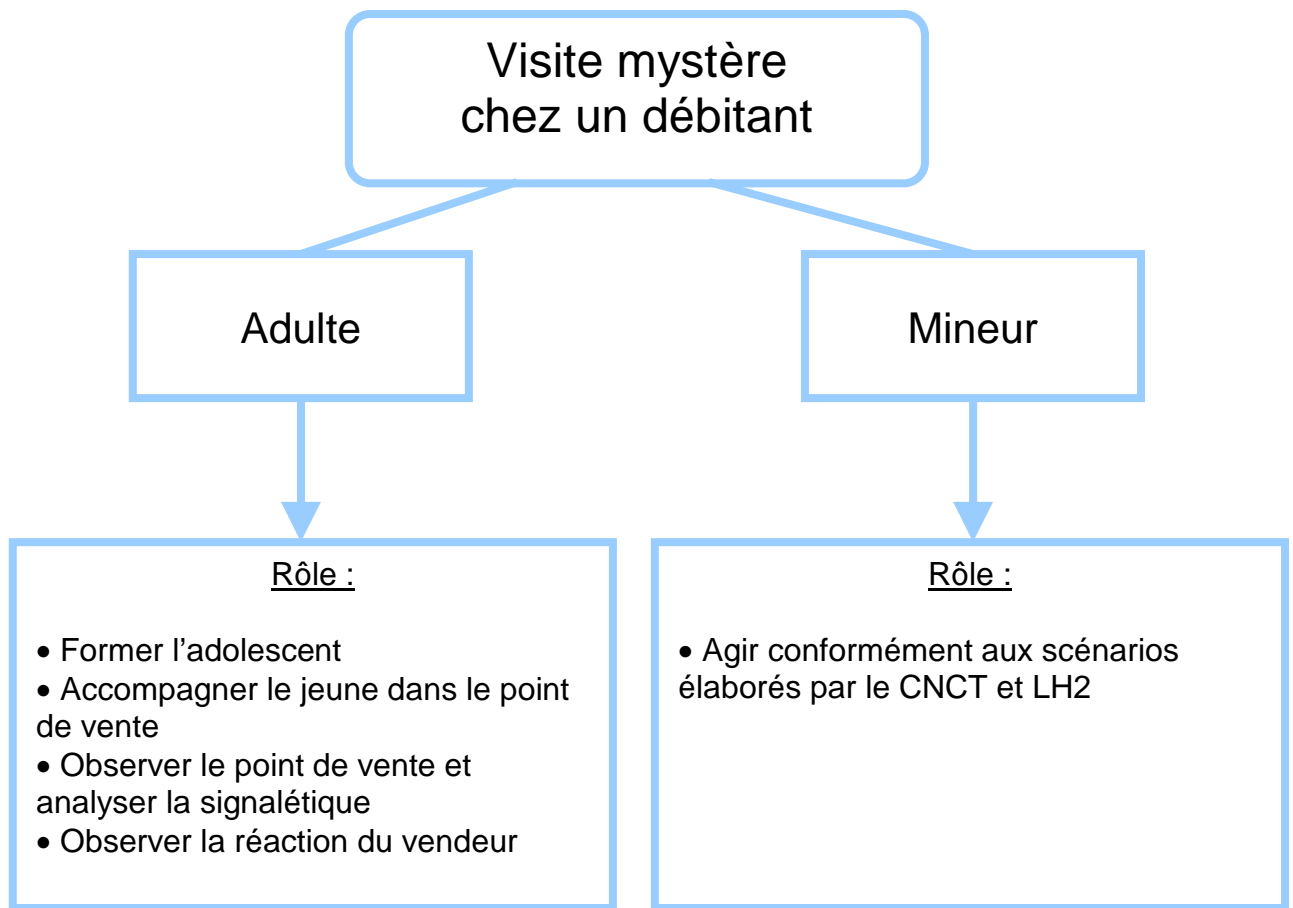 Visite mystère
chez un débitant
Adulte
Mineur
Rôle :
• Former l’adolescent
• Accompagner le jeune dans le point
de vente
• Observer le point de vente et
analyser la signalétique
• Observer la réaction du vendeur
Rôle :
• Agir conformément aux scénarios
élaborés par le CNCT et LH2